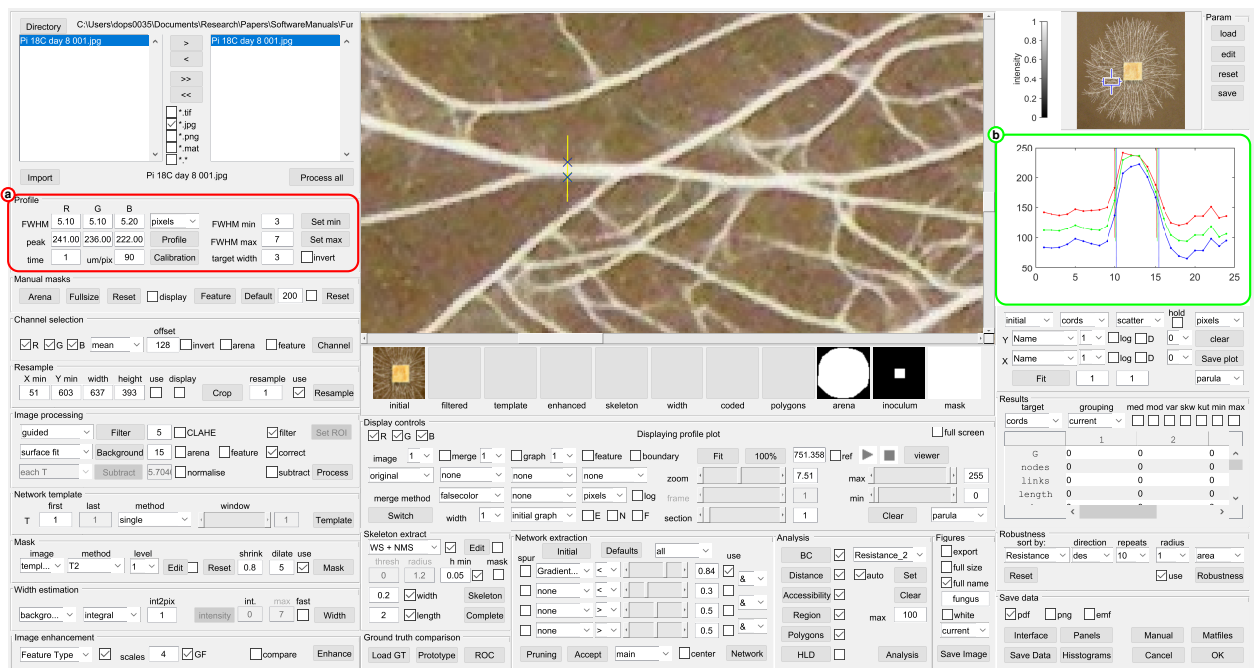 Directory C:\Users\dops0035\Documents\Research\Papers\SoftwareManuals\Fur
Pi 18C day 8 001.jpg
Pi 18C day 8 001.jpg
>
<
>>
<<
*.tif
*.jpg
*.png
*.mat
*.*
Import Pi 18C day 8 001.jpg Process all
a
Profile
R G B
FWHM 5.10 5.10 5.20 pixels FWHM min 3 Set min
peak 241.00 236.00 222.00 Profile FWHM max 7 Set max
time 1 um/pix 90 Calibration target width 3 invert
Manual masks
Arena Fullsize Reset display Feature Default 200 Reset
Channel selection
offset
R G B mean 128 invert arena feature Channel
Resample
X min Y min width height use display resample use
51 603 637 393 Crop 1 Resample
Image processing
guided Filter 5 CLAHE filter Set ROI
surface fit Background 15 arena feature correct
each T Subtract 5.704 normalise subtract Process
Network template
first last method window
T 1 1 single 1 Template
Mask
image method level shrink dilate use
templ... T2 1 Edit Reset 0.8 5 Mask
Width estimation
int2pix int. max fast
backgro... integral 1 intensity 0 7 Width
Image enhancement
Feature Type scales 4 GF compare Enhance
initial filtered template enhanced skeleton width coded polygons arena inoculum mask
Display controls
R G B Displaying profile plot full screen
image 1 merge 1 graph 1 feature boundary Fit 100% 751.358 ref viewer
original none none none zoom 7.51 max 255
merge method falsecolor none pixels log frame 1 min 0
Switch width 1 initial graph E N F section 1 Clear parula
Skeleton extract
WS + NMS Edit
thresh radius h min mask
0 1.2 0.05
0.2 width Skeleton
2 length Complete
Ground truth comparison
Load GT Prototype ROC
Network extraction
spur Initial Defaults all use
Gradient... < 0.84 &
none < 0.3 &
none > 0.5 &
none > 0.5
Pruning Accept main center Network
Analysis
BC Resistance_2
Distance auto Set
Accessibility Clear
Region max 100
Polygons
HLD Analysis
Figures
export
full size
full name
fungus
white
current
Save Image
intensity
1
0.8
0.6
0.4
0.2
0
Param
load
edit
reset
save
b
250
200
150
100
50
0 5 10 15 20 25
hold
initial cords scatter pixels
Y Name 1 log D 0 clear
X Name 1 log D 0 Save plot
Fit 1 1 parula
Results
target grouping med mod var skw kut min max
cords current
1 2
G 0 0 0
nodes 0 0 0
links 0 0 0
length 0 0 0
Robustness
sort by: direction repeats radius
Resistance des 10 1 area
Reset use Robustness
Save data
pdf png emf
Interface Panels Manual Matfiles
Save Data Hisstograms Cancel OK